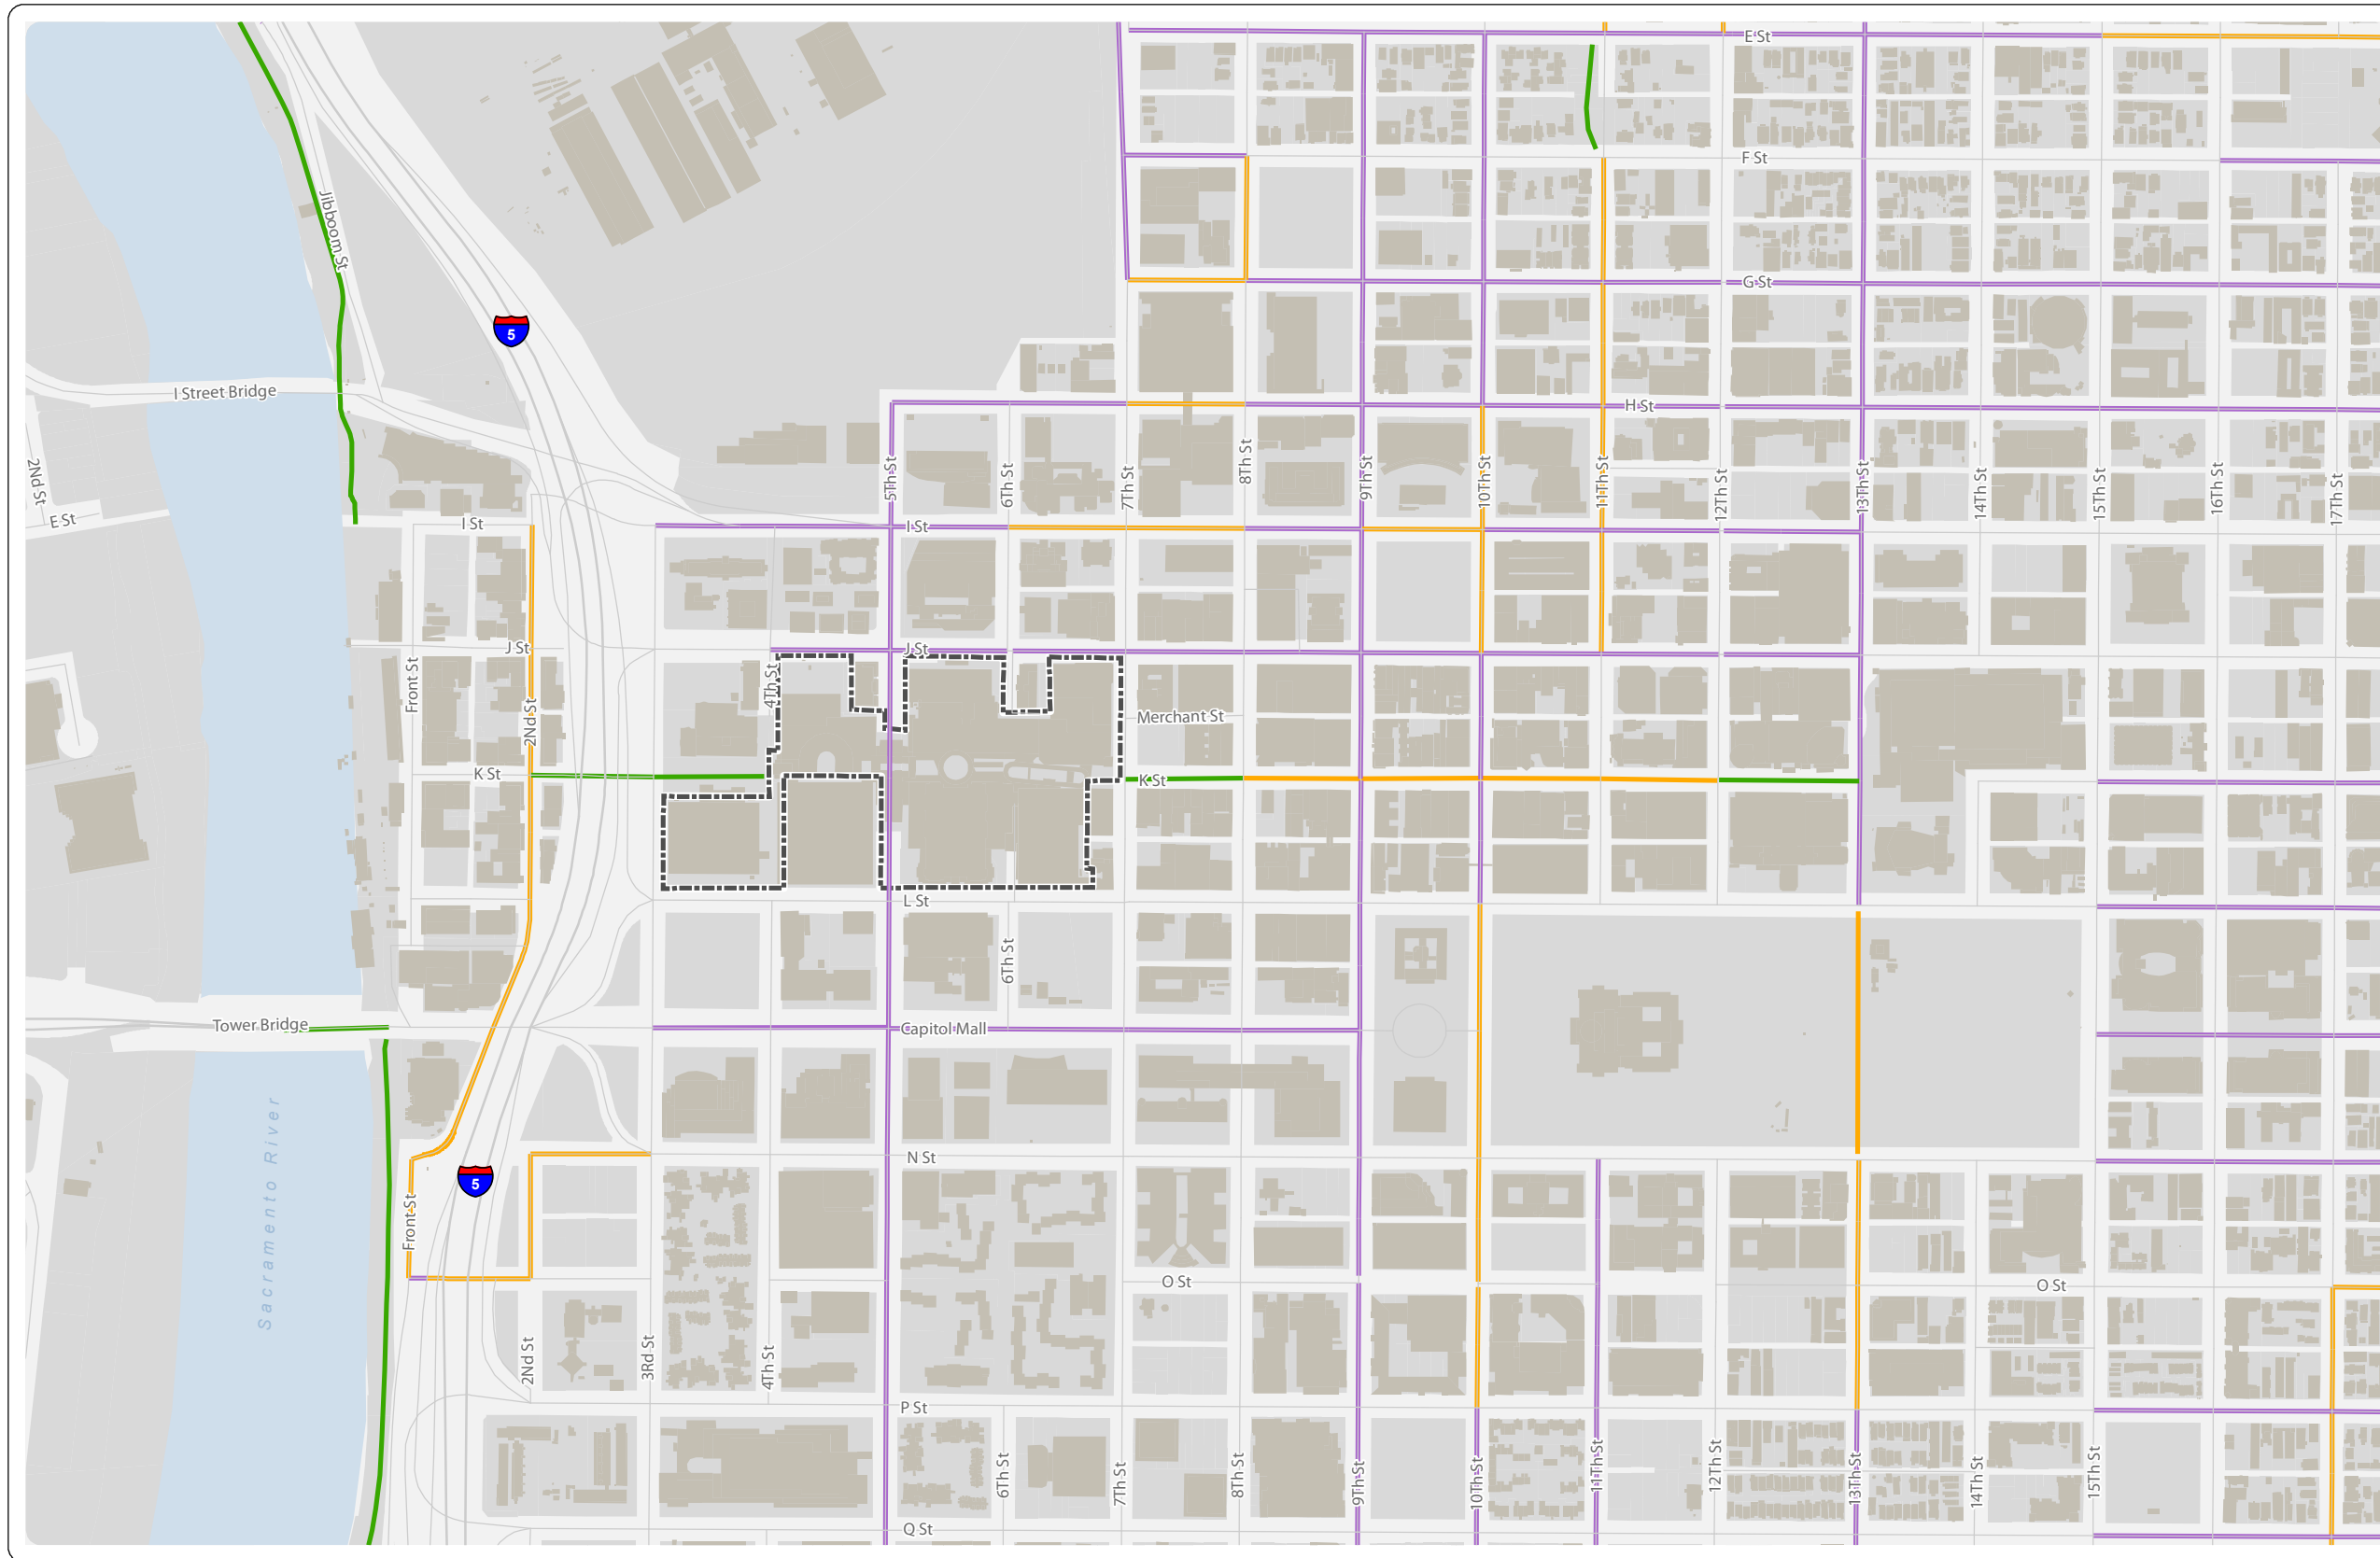 E St
F St
Jibboom St
G St
5
I Street Bridge
H St
2Nd St
5Th St
6Th St
7Th St
8Th St
9Th St
10Th St
11Th St
12Th St
13Th St
14Th St
15Th St
16Th St
17Th St
E St
I St
I St
J St
J St
Front St
2Nd St
4Th St
Merchant St
K St
K St
L St
6Th St
Tower Bridge
Capitol Mall
Sacramento River
N St
5
Front St
O St
O St
2Nd St
3Rd St
4Th St
P St
6Th St
7Th St
8Th St
9Th St
10Th St
11Th St
12Th St
13Th St
14Th St
15Th St
Q St